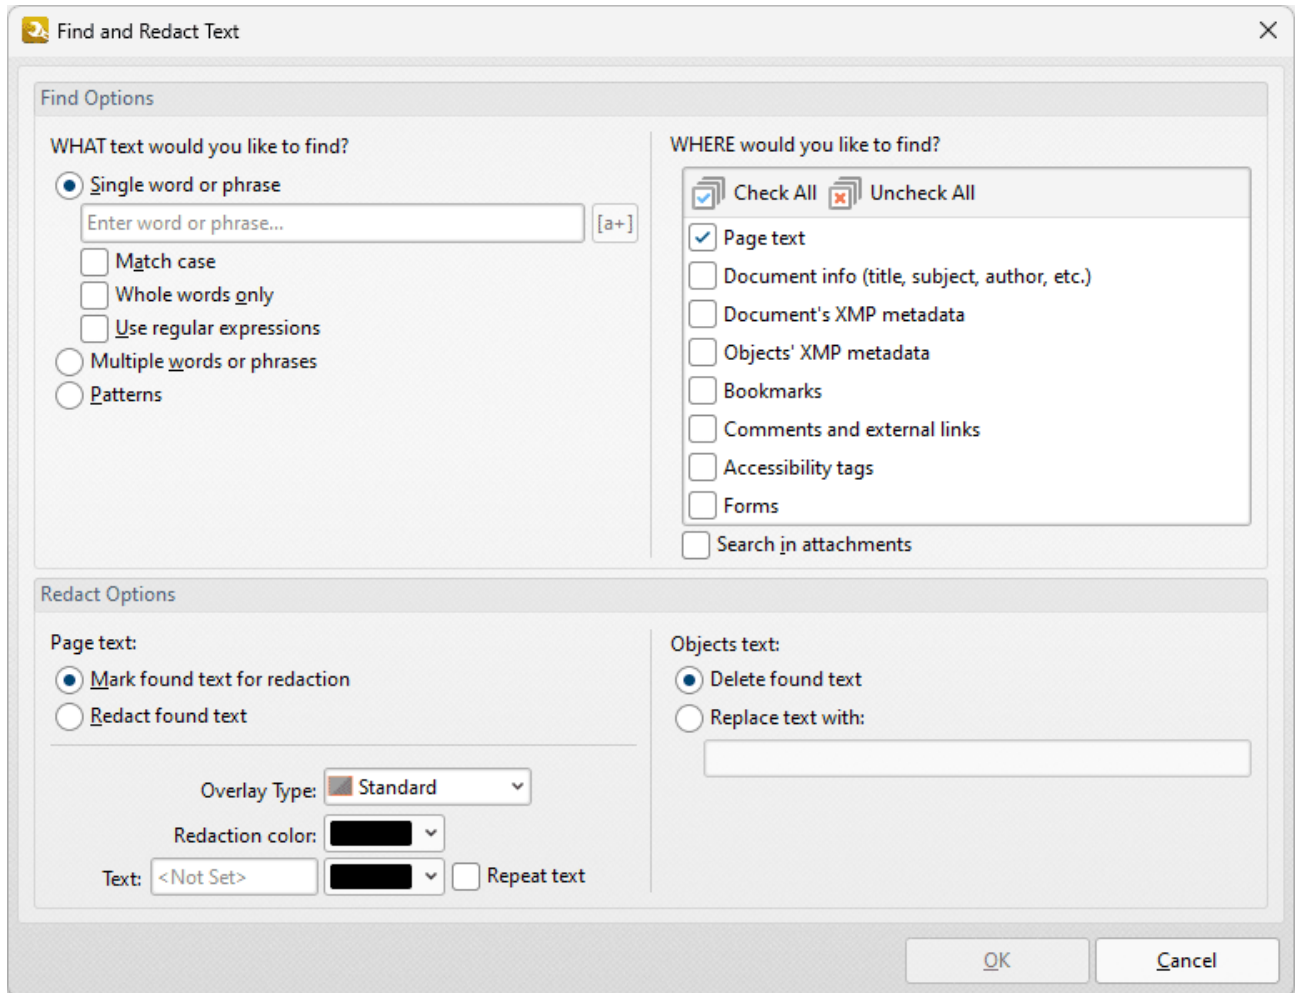 Find and Redact Text
Find Options
WHAT text would you like to find?
Single word or phrase
Enter word or phrase...
[a+]
Match case
Whole words only
Use regular expressions
Multiple words or phrases
Patterns
WHERE would you like to find?
Check All Uncheck All
Page text
Document info (title, subject, author, etc.)
Document's XMP metadata
Objects' XMP metadata
Bookmarks
Comments and external links
Accessibility tags
Forms
Search in attachments
Redact Options
Page text:
Mark found text for redaction
Redact found text
Overlay Type: Standard
Redaction color:
Text: <Not Set> Repeat text
Objects text:
Delete found text
Replace text with:
OK Cancel